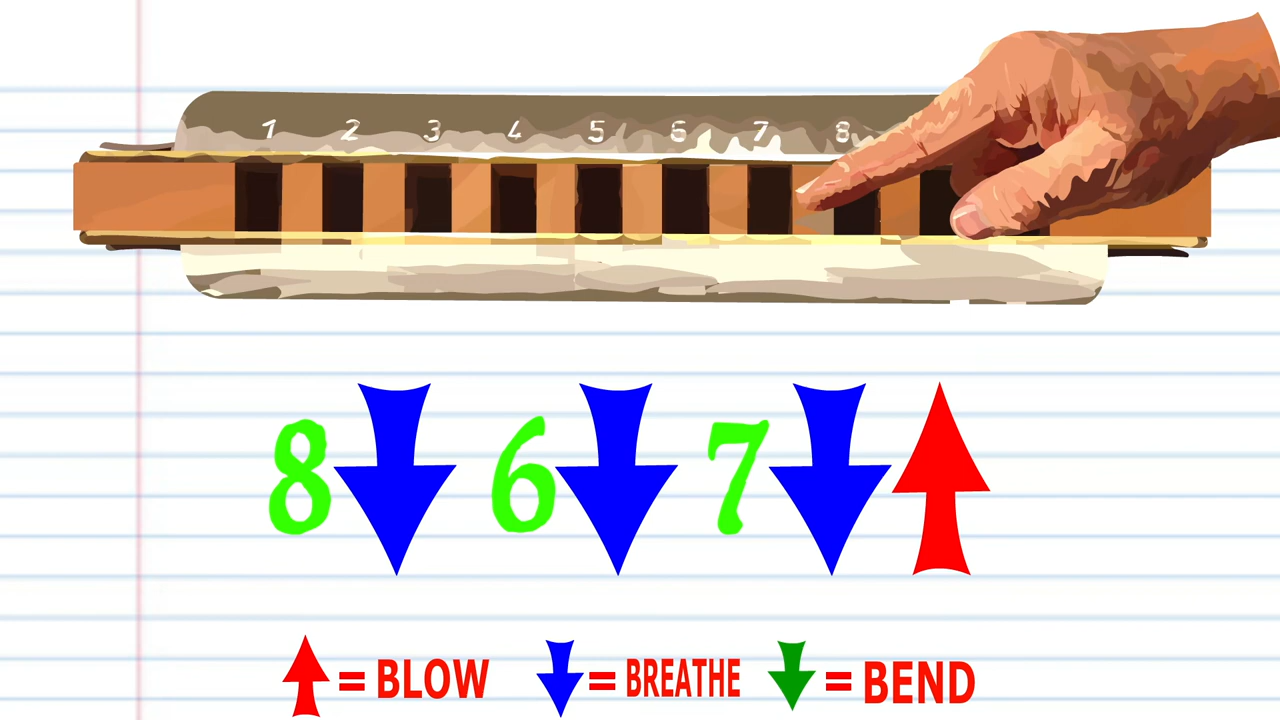 1 2 3 4 5 6 7 8
8 6 7
= BLOW = BREATHE = BEND